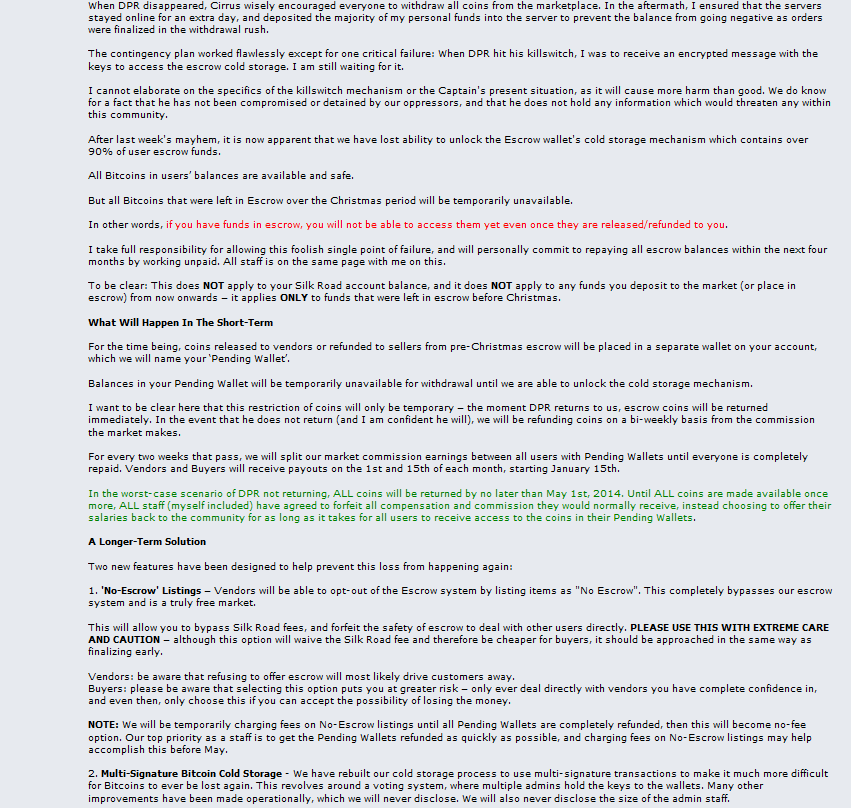 When DPR disappeared, Cirrus wisely encouraged everyone to withdraw all coins from the marketplace. In the aftermath, I ensured that the servers
stayed online for an extra day, and deposited the majority of my personal funds into the server to prevent the balance from going negative as orders
were finalized in the withdrawal rush.
The contingency plan worked flawlessly except for one critical failure: When DPR hit his killswitch, I was to receive an encrypted message with the
keys to access the escrow cold storage. I am still waiting for it.
I cannot elaborate on the specifics of the killswitch mechanism or the Captain's present situation, as it will cause more harm than good. We do know
for a fact that he has not been compromised or detained by our oppressors, and that he does not hold any information which would threaten any within
this community.
After last week's mayhem, it is now apparent that we have lost ability to unlock the Escrow wallet's cold storage mechanism which contains over
90% of user escrow funds.
All Bitcoins in users' balances are available and safe.
But all Bitcoins that were left in Escrow over the Christmas period will be temporarily unavailable.
In other words, if you have funds in escrow, you will not be able to access them yet even once they are released/refunded to you.
I take full responsibility for allowing this foolish single point of failure, and will personally commit to repaying all escrow balances within the next four
months by working unpaid. All staff is on the same page with me on this.
To be clear: This does NOT apply to your Silk Road account balance, and it does NOT apply to any funds you deposit to the market (or place in
escrow) from now onwards – it applies ONLY to funds that were left in escrow before Christmas.
What Will Happen In The Short-Term
For the time being, coins released to vendors or refunded to sellers from pre-Christmas escrow will be placed in a separate wallet on your account,
which we will name your 'Pending Wallet'.
Balances in your Pending Wallet will be temporarily unavailable for withdrawal until we are able to unlock the cold storage mechanism.
I want to be clear here that this restriction of coins will only be temporary – the moment DPR returns to us, escrow coins will be returned
immediately. In the event that he does not return (and I am confident he will), we will be refunding coins on a bi-weekly basis from the commission
the market makes.
For every two weeks that pass, we will split our market commission earnings between all users with Pending Wallets until everyone is completely
repaid. Vendors and Buyers will receive payouts on the 1st and 15th of each month, starting January 15th.
In the worst-case scenario of DPR not returning, ALL coins will be returned by no later than May 1st, 2014. Until ALL coins are made available once
more, ALL staff (myself included) have agreed to forfeit all compensation and commission they would normally receive, instead choosing to offer their
salaries back to the community for as long as it takes for all users to receive access to the coins in their Pending Wallets.
A Longer-Term Solution
Two new features have been designed to help prevent this loss from happening again:
1. 'No-Escrow' Listings – Vendors will be able to opt-out of the Escrow system by listing items as "No Escrow". This completely bypasses our escrow
system and is a truly free market.
This will allow you to bypass Silk Road fees, and forfeit the safety of escrow to deal with other users directly. PLEASE USE THIS WITH EXTREME CARE
AND CAUTION – although this option will waive the Silk Road fee and therefore be cheaper for buyers, it should be approached in the same way as
finalizing early.
Vendors: be aware that refusing to offer escrow will most likely drive customers away.
Buyers: please be aware that selecting this option puts you at greater risk – only ever deal directly with vendors you have complete confidence in,
and even then, only choose this if you can accept the possibility of losing the money.
NOTE: We will be temporarily charging fees on No-Escrow listings until all Pending Wallets are completely refunded, then this will become no-fee
option. Our top priority as a staff is to get the Pending Wallets refunded as quickly as possible, and charging fees on No-Escrow listings may help
accomplish this before May.
2. Multi-Signature Bitcoin Cold Storage - We have rebuilt our cold storage process to use multi-signature transactions to make it much more difficult
for Bitcoins to ever be lost again. This revolves around a voting system, where multiple admins hold the keys to the wallets. Many other
improvements have been made operationally, which we will never disclose. We will also never disclose the size of the admin staff.